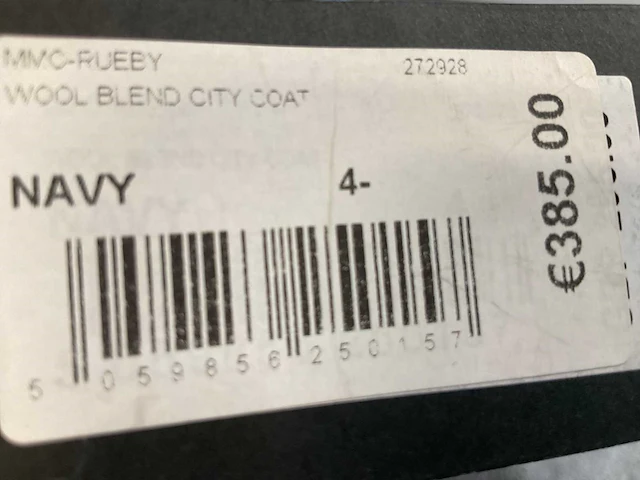 MMC-RUEBY 272928
WOOL BLEND CITY COAT
NAVY 4-
€385.00
5 059856 250157